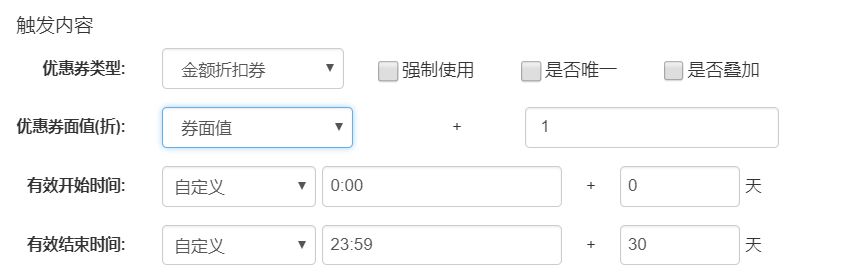 触发内容
优惠券类型: 金额折扣券 强制使用 是否唯一 是否叠加
优惠券面值(折): 券面值 + 1
有效开始时间: 自定义 0:00 + 0 天
有效结束时间: 自定义 23:59 + 30 天